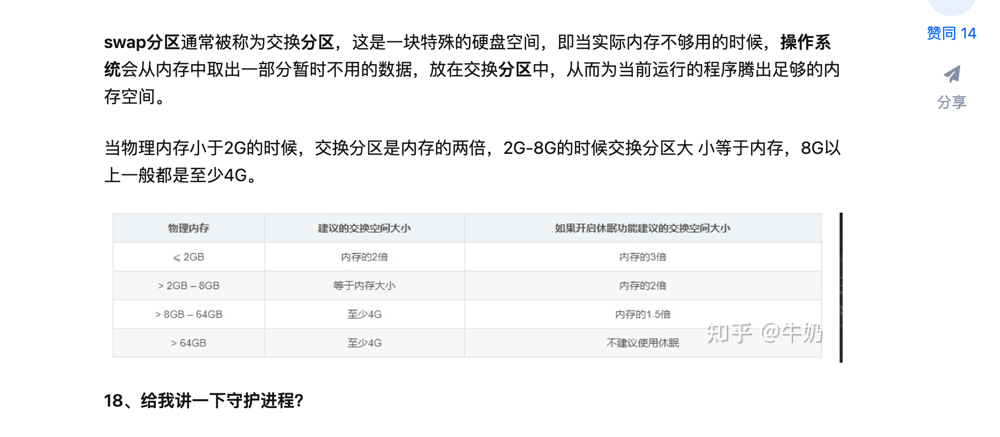 赞同 14
分享
swap分区通常被称为交换分区，这是一块特殊的硬盘空间，即当实际内存不够用的时候，操作系
统会从内存中取出一部分暂时不用的数据，放在交换分区中，从而为当前运行的程序腾出足够的内
存空间。
当物理内存小于2G的时候，交换分区是内存的两倍，2G-8G的时候交换分区大 小等于内存，8G以
上一般都是至少4G。
物理内存 建议的交换空间大小 如果开启休眠功能建议的交换空间大小
⩽ 2GB 内存的2倍 内存的3倍
> 2GB – 8GB 等于内存大小 内存的2倍
> 8GB – 64GB 至少4G 内存的1.5倍
> 64GB 至少4G 不建议使用休眠
知乎 @牛奶
18、给我讲一下守护进程?